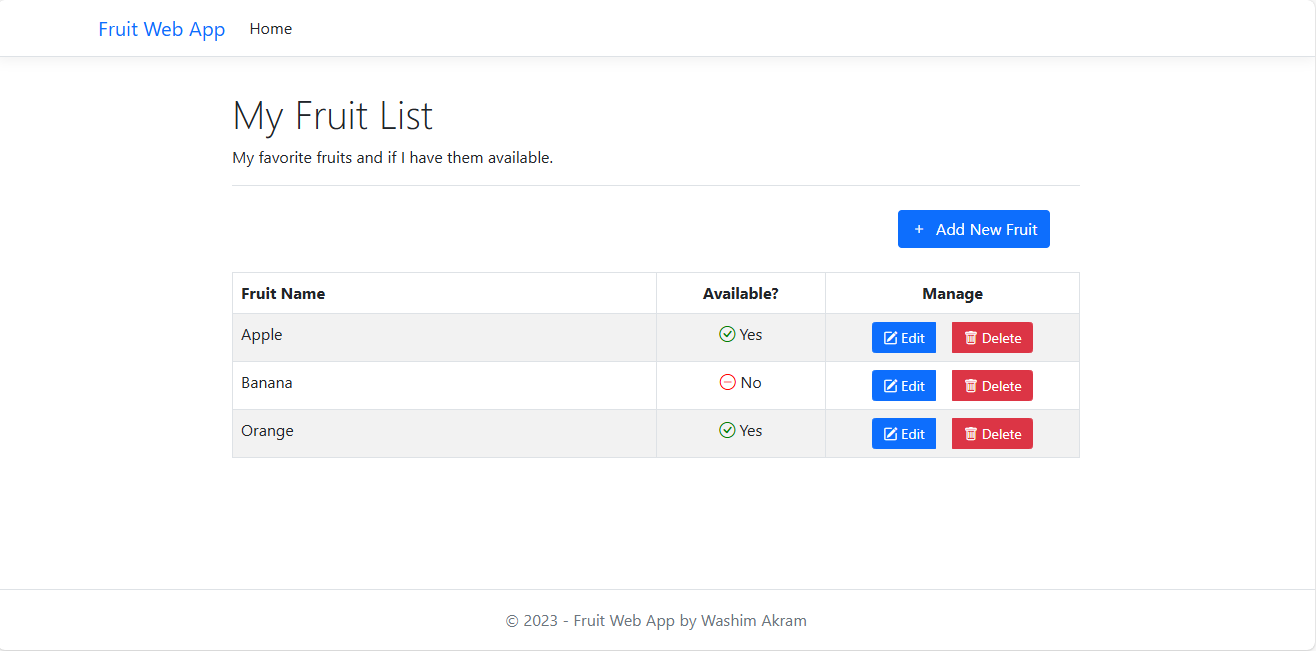 Fruit Web App Home
My Fruit List
My favorite fruits and if I have them available.
+ Add New Fruit
Fruit Name Available? Manage
Apple Yes Edit Delete
Banana No Edit Delete
Orange Yes Edit Delete
© 2023 - Fruit Web App by Washim Akram